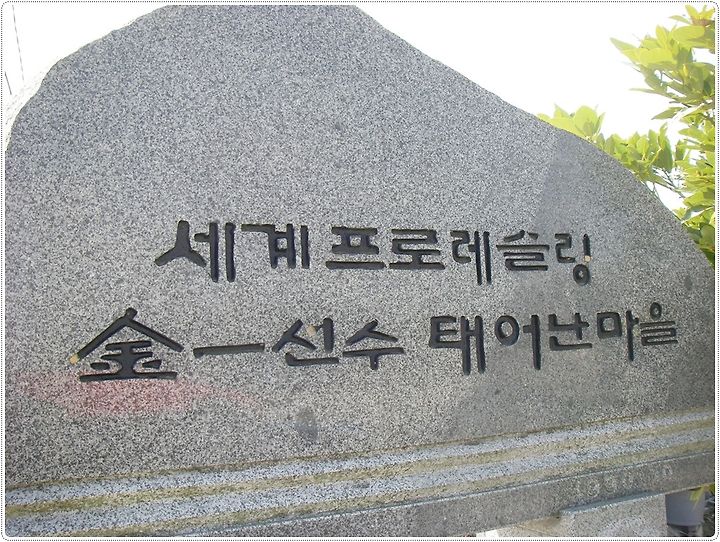 세계 프로레슬링
金一 선수 태어난마을